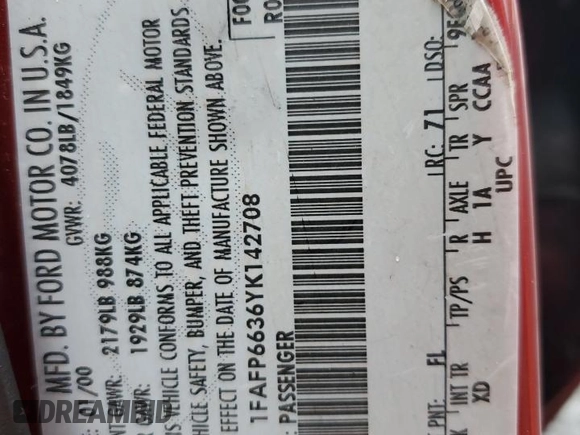 MFD. BY FORD MOTOR CO. IN U.S.A.
/00 GVWR: 4078LB/1849KG
2179LB 988KG
1929LB 874KG
VEHICLE CONFORMS TO ALL APPLICABLE FEDERAL MOTOR
VEHICLE SAFETY, BUMPER, AND THEFT PREVENTION STANDARDS
EFFECT ON THE DATE OF MANUFACTURE SHOWN ABOVE.
1FAFP6636YK142708
: PASSENGER
PNT: FL RC: 71 DSO:
INT TR TP/PS R AXLE TR SPR
XD H 1A Y CCAA
UPC
DREAMBID